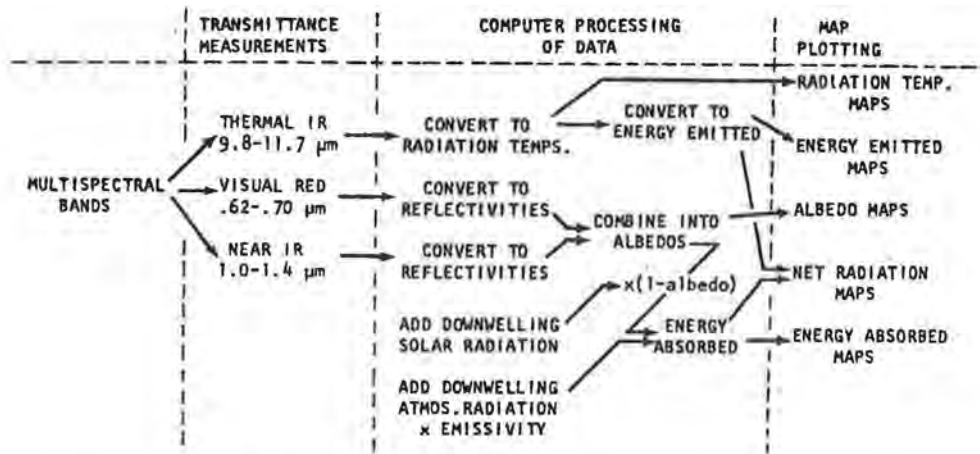 TRANSMITTANCE
MEASUREMENTS
COMPUTER PROCESSING
OF DATA
MAP
PLOTTING
MULTISPECTRAL
BANDS
THERMAL IR
9.8-11.7 µm
VISUAL RED
.62-.70 µm
NEAR IR
1.0-1.4 µm
CONVERT TO
RADIATION TEMPS.
CONVERT TO
ENERGY EMITTED
CONVERT TO
REFLECTIVITIES
CONVERT TO
REFLECTIVITIES
COMBINE INTO
ALBEDOS
x(1-albedo)
ADD DOWNWELLING
SOLAR RADIATION
ENERGY
ABSORBED
ADD DOWNWELLING
ATMOS.RADIATION
x EMISSIVITY
RADIATION TEMP.
MAPS
ENERGY EMITTED
MAPS
ALBEDO MAPS
NET RADIATION
MAPS
ENERGY ABSORBED
MAPS